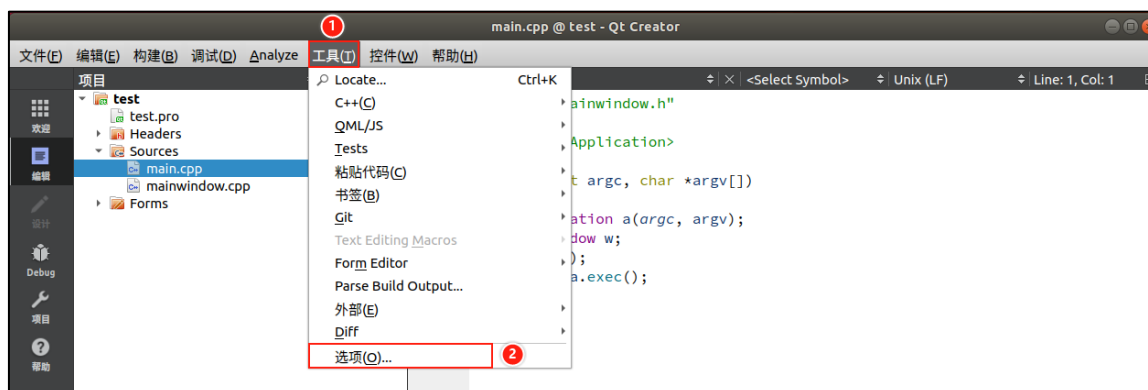 1
main.cpp @ test - Qt Creator
文件(F) 编辑(E) 构建(B) 调试(D) Analyze 工具(T) 控件(W) 帮助(H)
项目
<Select Symbol> Unix (LF) Line: 1, Col: 1
欢迎
编辑
设计
Debug
项目
帮助
test
test.pro
Headers
Sources
main.cpp
mainwindow.cpp
Forms
Locate... Ctrl+K
C++(C)
QML/JS
Tests
粘贴代码(C)
书签(B)
Git
Text Editing Macros
Form Editor
Parse Build Output...
外部(E)
Diff
选项(O)...
2
ainwindow.h"
Application>
t argc, char *argv[])
ation a(argc, argv);
dow w;
);
a.exec();